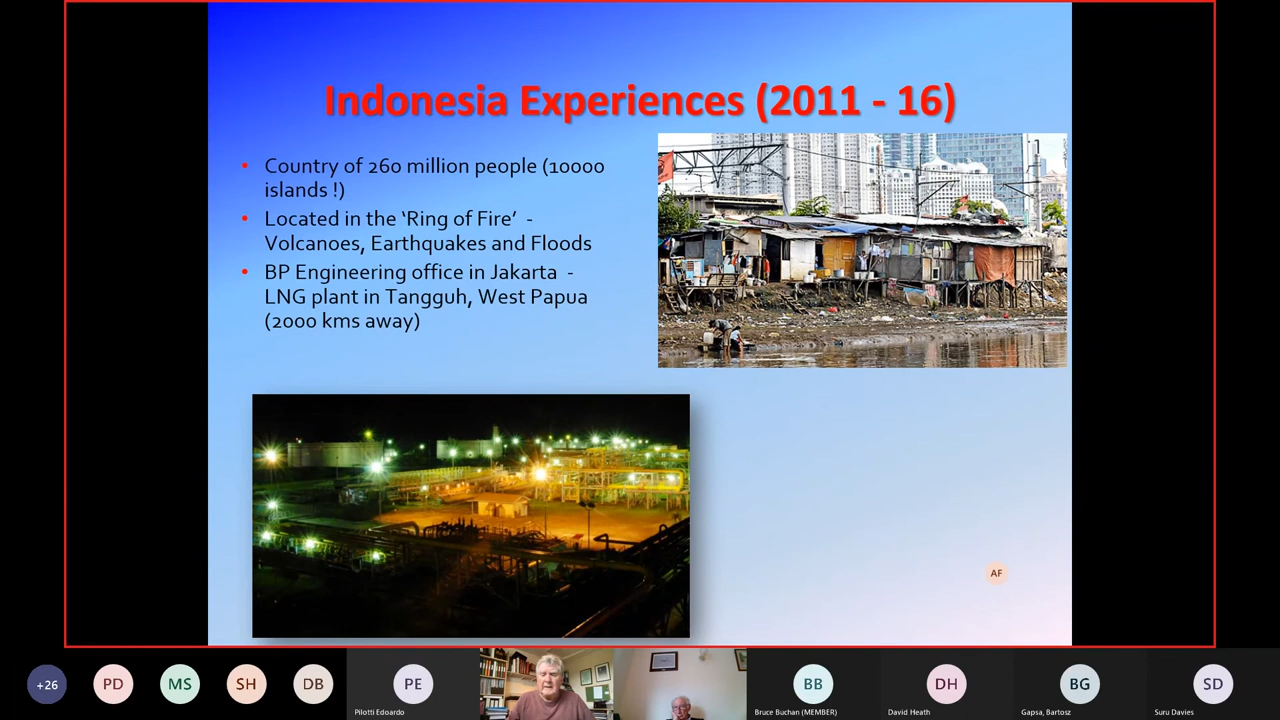 Indonesia Experiences (2011 - 16)
• Country of 260 million people (10000
islands !)
• Located in the ‘Ring of Fire’ -
Volcanoes, Earthquakes and Floods
• BP Engineering office in Jakarta -
LNG plant in Tangguh, West Papua
(2000 kms away)
AF
+26
PD
MS
SH
DB
PE
Pilotti Edoardo
BB
Bruce Buchan (MEMBER)
DH
David Heath
BG
Gapsa, Bartosz
SD
Suru Davies